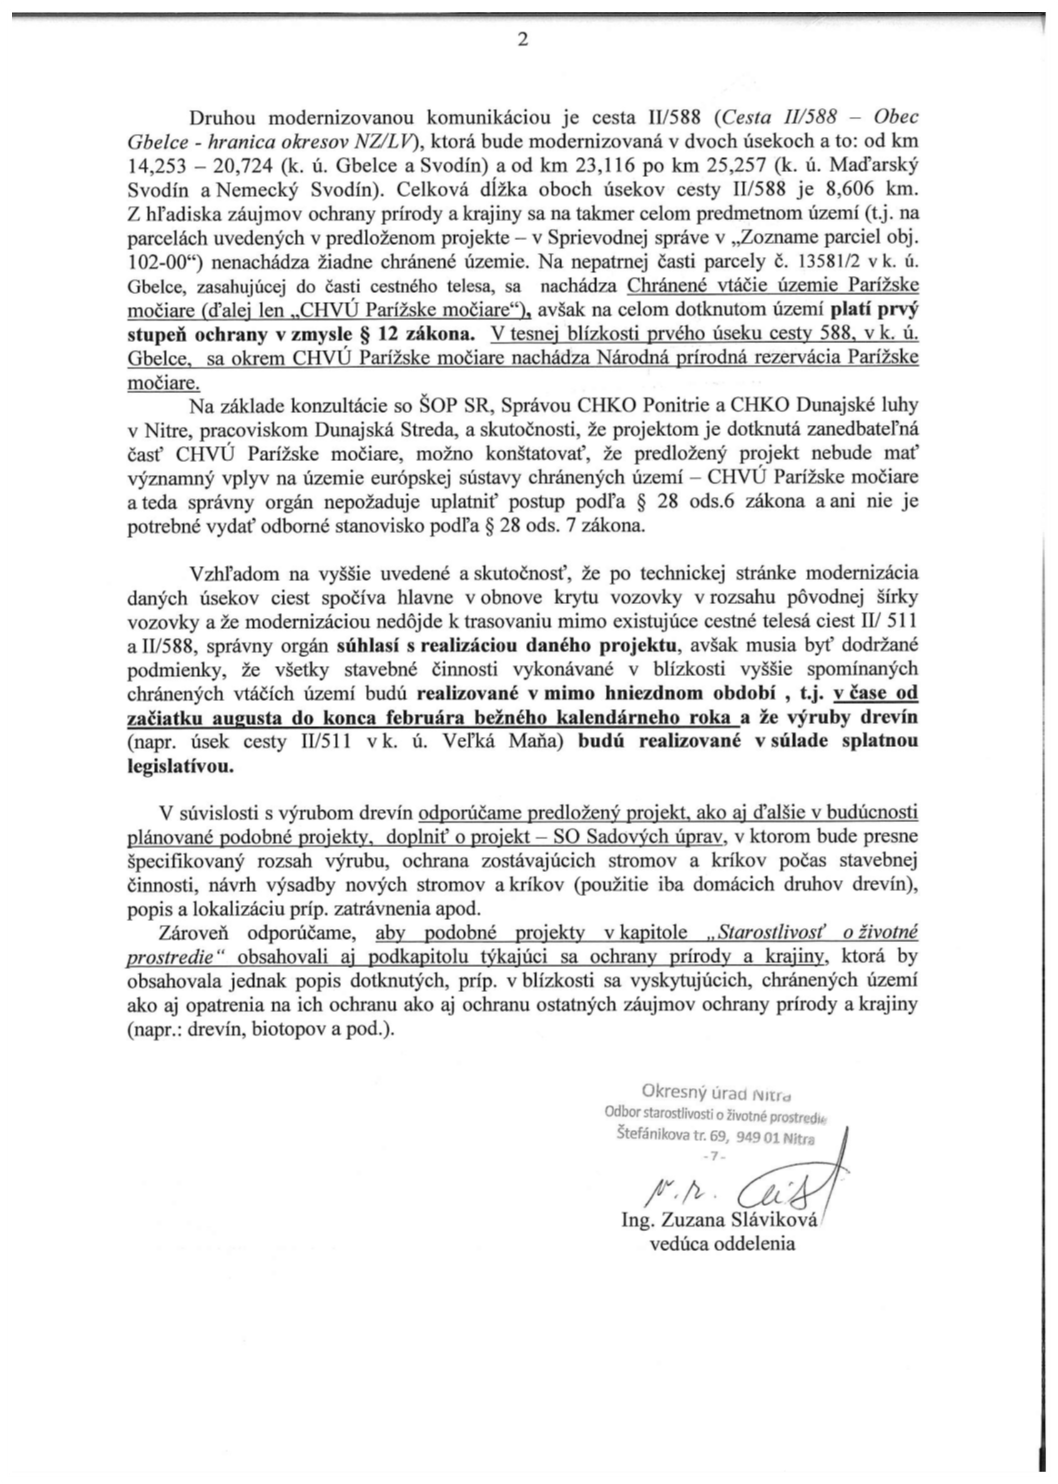 2
Druhou modernizovanou komunikáciou je cesta II/588 (Cesta II/588 – Obec
Gbelce - hranica okresov NZ/LV), ktorá bude modernizovaná v dvoch úsekoch a to: od km
14,253 – 20,724 (k. ú. Gbelce a Svodín) a od km 23,116 po km 25,257 (k. ú. Maďarský
Svodín a Nemecký Svodín). Celková dĺžka oboch úsekov cesty II/588 je 8,606 km.
Z hľadiska záujmov ochrany prírody a krajiny sa na takmer celom predmetnom území (t.j. na
parcelách uvedených v predloženom projekte – v Sprievodnej správe v „Zozname parciel obj.
102-00“) nenachádza žiadne chránené územie. Na nepatrnej časti parcely č. 13581/2 v k. ú.
Gbelce, zasahujúcej do časti cestného telesa, sa nachádza Chránené vtáčie územie Parížske
močiare (ďalej len „CHVÚ Parížske močiare“), avšak na celom dotknutom území platí prvý
stupeň ochrany v zmysle § 12 zákona. V tesnej blízkosti prvého úseku cesty 588, v k. ú.
Gbelce, sa okrem CHVÚ Parížske močiare nachádza Národná prírodná rezervácia Parížske
močiare.
Na základe konzultácie so ŠOP SR, Správou CHKO Ponitrie a CHKO Dunajské luhy
v Nitre, pracoviskom Dunajská Streda, a skutočnosti, že projektom je dotknutá zanedbateľná
časť CHVÚ Parížske močiare, možno konštatovať, že predložený projekt nebude mať
významný vplyv na územie európskej sústavy chránených území – CHVÚ Parížske močiare
a teda správny orgán nepožaduje uplatniť postup podľa § 28 ods.6 zákona a ani nie je
potrebné vydať odborné stanovisko podľa § 28 ods. 7 zákona.
Vzhľadom na vyššie uvedené a skutočnosť, že po technickej stránke modernizácia
daných úsekov ciest spočíva hlavne v obnove krytu vozovky v rozsahu pôvodnej šírky
vozovky a že modernizáciou nedôjde k trasovaniu mimo existujúce cestné telesá ciest II/ 511
a II/588, správny orgán súhlasí s realizáciou daného projektu, avšak musia byť dodržané
podmienky, že všetky stavebné činnosti vykonávané v blízkosti vyššie spomínaných
chránených vtáčích území budú realizované v mimo hniezdnom období , t.j. v čase od
začiatku augusta do konca februára bežného kalendárneho roka a že výruby drevín
(napr. úsek cesty II/511 v k. ú. Veľká Maňa) budú realizované v súlade splatnou
legislatívou.
V súvislosti s výrubom drevín odporúčame predložený projekt, ako aj ďalšie v budúcnosti
plánované podobné projekty, doplniť o projekt – SO Sadových úprav, v ktorom bude presne
špecifikovaný rozsah výrubu, ochrana zostávajúcich stromov a kríkov počas stavebnej
činnosti, návrh výsadby nových stromov a kríkov (použitie iba domácich druhov drevín),
popis a lokalizáciu príp. zatrávnenia apod.
Zároveň odporúčame, aby podobné projekty v kapitole „Starostlivosť o životné
prostredie“ obsahovali aj podkapitolu týkajúci sa ochrany prírody a krajiny, ktorá by
obsahovala jednak popis dotknutých, príp. v blízkosti sa vyskytujúcich, chránených území
ako aj opatrenia na ich ochranu ako aj ochranu ostatných záujmov ochrany prírody a krajiny
(napr.: drevín, biotopov a pod.).
Okresný úrad Nitra
Odbor starostlivosti o životné prostredie
Štefánikova tr. 69, 949 01 Nitra
-7-
Ing. Zuzana Sláviková
vedúca oddelenia